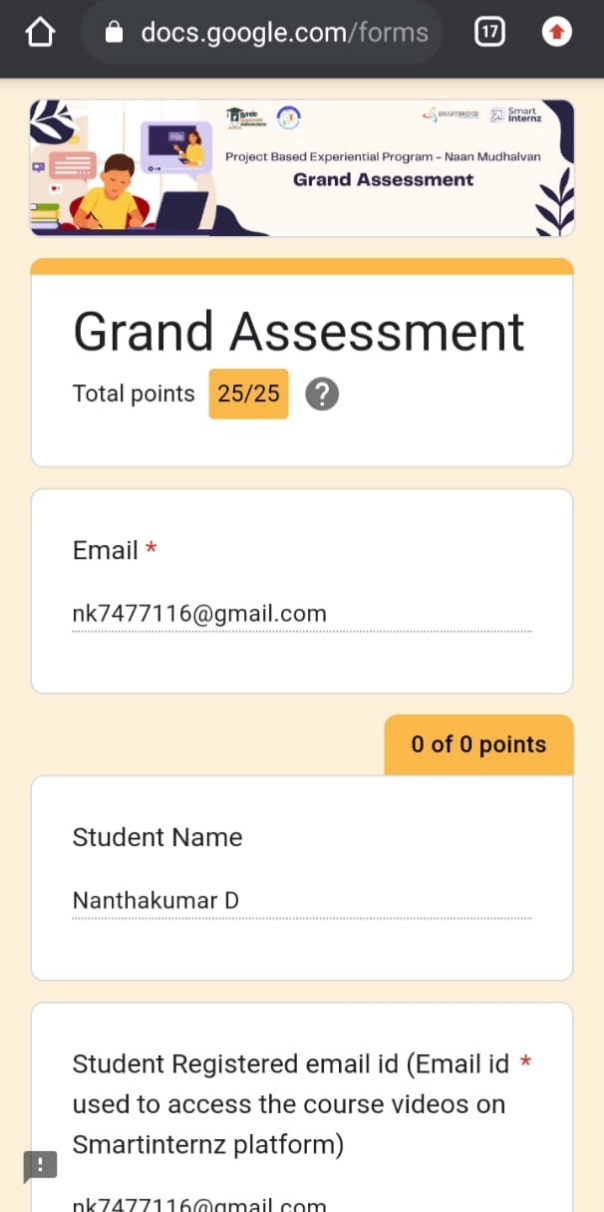 17
docs.google.com/forms
SMARTBRIDGE
Smart
Internz
Project Based Experiential Program - Naan Mudhalvan
Grand Assessment
Grand Assessment
Total points 25/25 ?
Email *
nk7477116@gmail.com
0 of 0 points
Student Name
Nanthakumar D
Student Registered email id (Email id *
used to access the course videos on
Smartinternz platform)
nk7477116@gmail.com